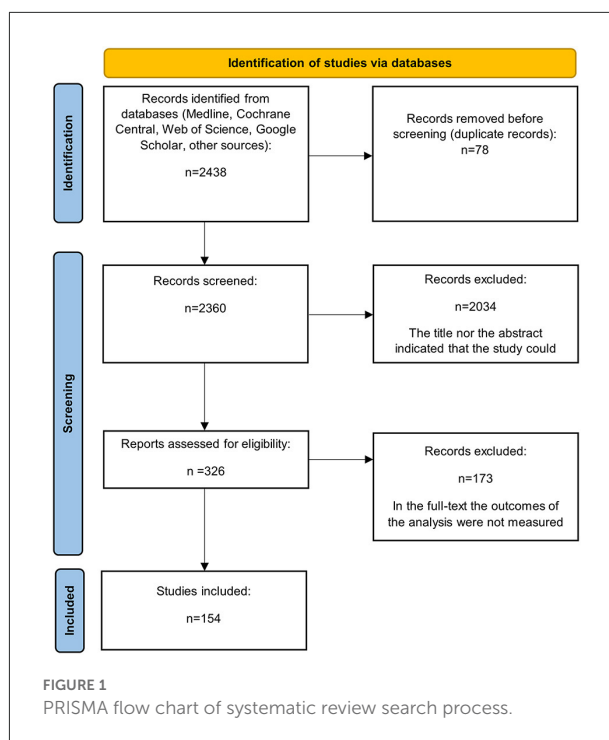 Identification of studies via databases
Identification
Records identified from
databases (Medline, Cochrane
Central, Web of Science, Google
Scholar, other sources):
n=2438
Records removed before
screening (duplicate records):
n=78
Screening
Records screened:
n=2360
Records excluded:
n=2034
The title nor the abstract
indicated that the study could
Reports assessed for eligibility:
n =326
Records excluded:
n=173
In the full-text the outcomes of
the analysis were not measured
Included
Studies included:
n=154
FIGURE 1
PRISMA flow chart of systematic review search process.